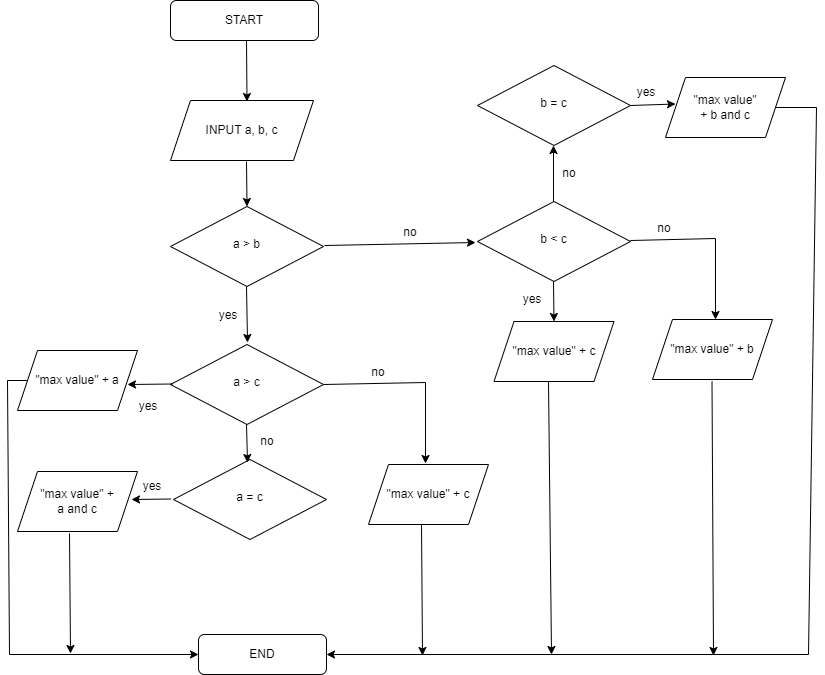 START
INPUT a, b, c
a > b
no
yes
b = c
yes
"max value"
+ b and c
no
b < c
no
yes
"max value" + c
"max value" + b
"max value" + a
yes
a > c
no
no
"max value" +
a and c
yes
a = c
"max value" + c
END